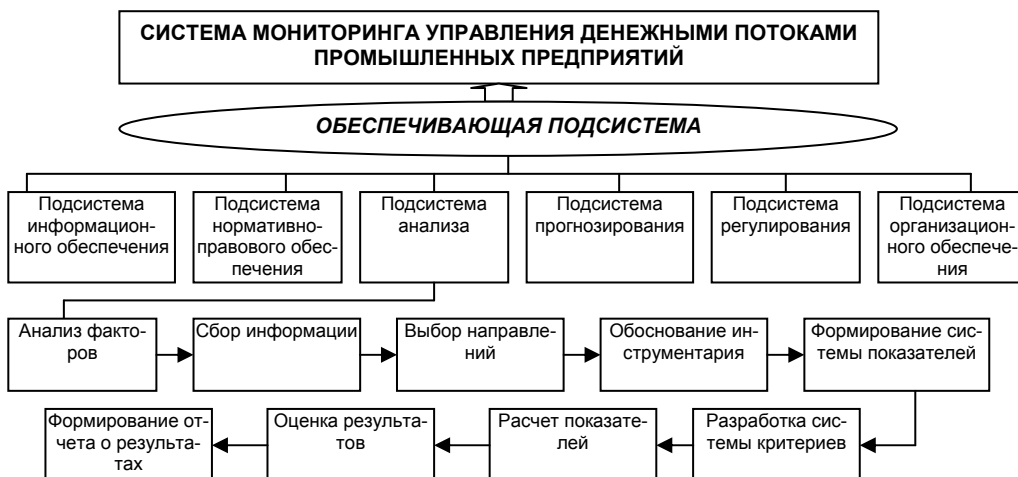 СИСТЕМА МОНИТОРИНГА УПРАВЛЕНИЯ ДЕНЕЖНЫМИ ПОТОКАМИ
ПРОМЫШЛЕННЫХ ПРЕДПРИЯТИЙ
ОБЕСПЕЧИВАЮЩАЯ ПОДСИСТЕМА
Подсистема
информацион-
ного обеспечения
Подсистема
нормативно-
правового обес-
печения
Подсистема
анализа
Подсистема
прогнозирования
Подсистема
регулирования
Подсистема
организацион-
ного обеспече-
ния
Анализ факто-
ров
Сбор информации
Выбор направле-
ний
Обоснование ин-
струментария
Формирование сис-
темы показателей
Формирование от-
чета о результа-
тах
Оценка результа-
тов
Расчет показате-
лей
Разработка сис-
темы критериев